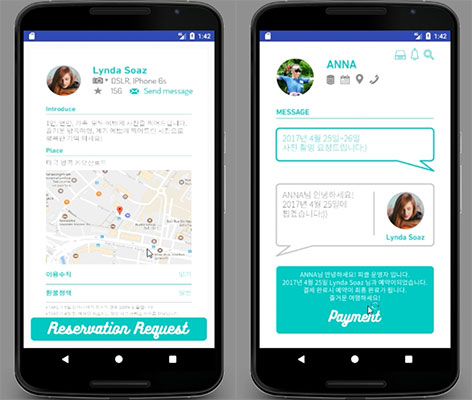 1:42
Lynda Soaz
DSLR, iPhone 6s
156 Send message
Introduce
Place
이용수칙
환불정책
Reservation Request
1:42
ANNA
MESSAGE
2017년 4월 25일~26일
사진 촬영 요청드립니다:)
ANNA님 안녕하세요!
2017년 4월 25일에
뵙겠습니다:))
Lynda Soaz
ANNA님 안녕하세요! 피켈 운영자 입니다.
2017년 4월 25일 Lynda Soaz 님과 예약이되었습니다.
결제 완료시 예약이 최종 완료가 됩니다.
즐거운 여행하세요!
Payment